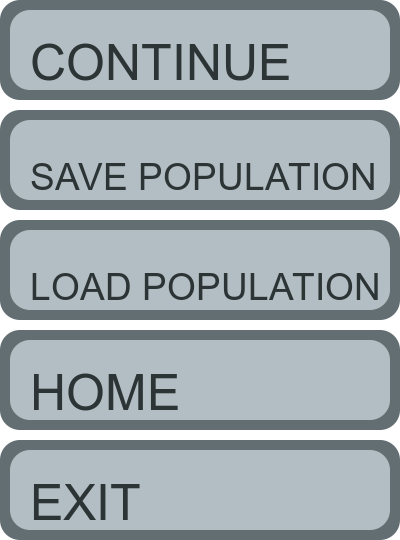 CONTINUE
SAVE POPULATION
LOAD POPULATION
HOME
EXIT